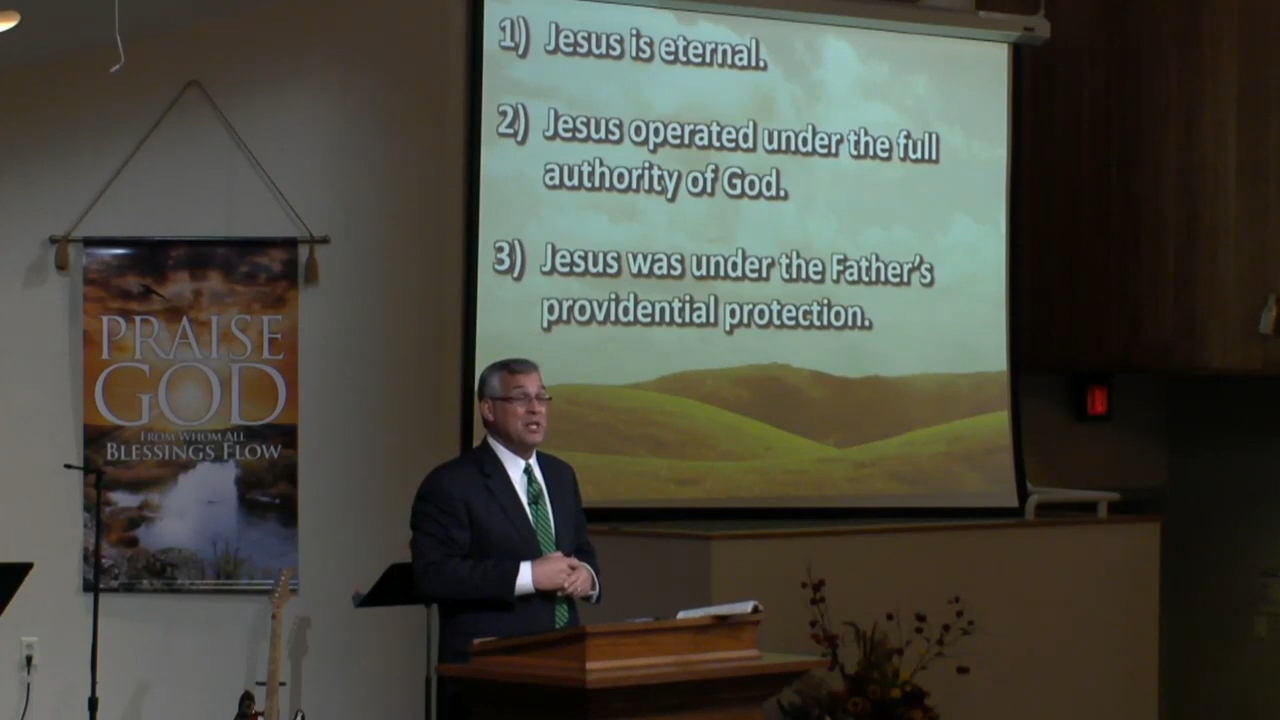 1) Jesus is eternal.
2) Jesus operated under the full
authority of God.
3) Jesus was under the Father's
providential protection.
PRAISE
GOD
FROM WHOM ALL
BLESSINGS FLOW